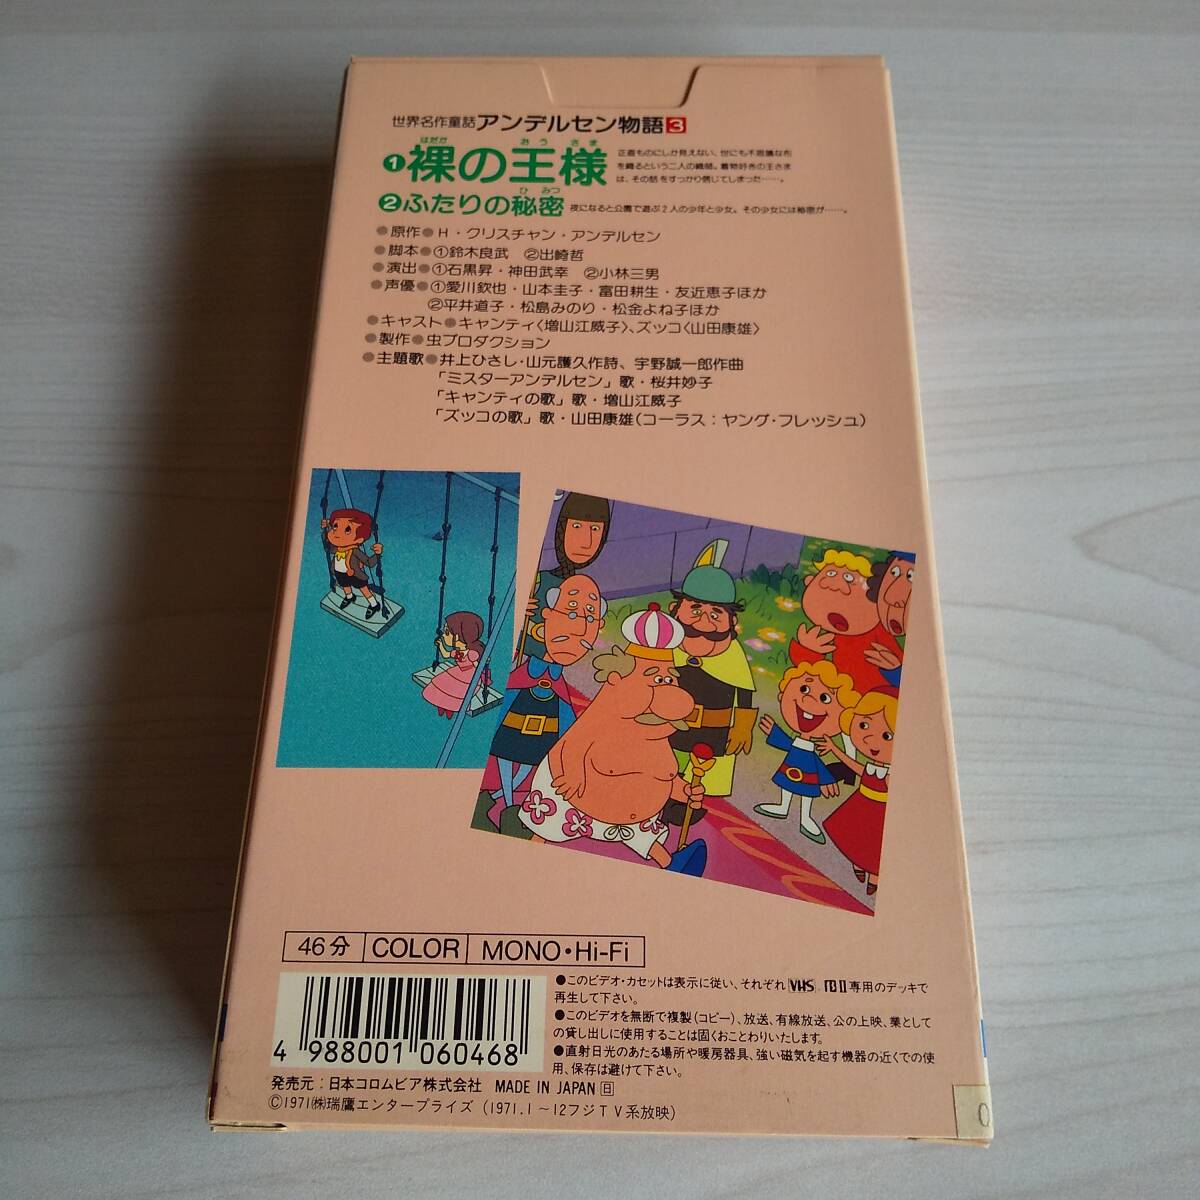 世界名作童話 アンデルセン物語 3
はだか おう さま
①裸の王様
正直ものにしか見えない、世にも不思議な布
を織るという二人の織師。着物好きの王さま
は、その話をすっかり信じてしまった……。
ひみつ
②ふたりの秘密 夜になると公園で遊ぶ2人の少年と少女。その少女には秘密が……。
●原作●H・クリスチャン・アンデルセン
●脚本●①鈴木良武 ②出崎哲
●演出●①石黒昇・神田武幸 ②小林三男
●声優●①愛川欽也・山本圭子・富田耕生・友近恵子ほか
②平井道子・松島みのり・松金よね子ほか
●キャスト●キャンティ〈増山江威子〉、ズッコ〈山田康雄〉
●製作●虫プロダクション
●主題歌●井上ひさし・山元護久作詩、宇野誠一郎作曲
「ミスターアンデルセン」歌・桜井妙子
「キャンティの歌」歌・増山江威子
「ズッコの歌」歌・山田康雄(コーラス:ヤング・フレッシュ)
46分 COLOR MONO・Hi-Fi
●このビデオ・カセットは表示に従い、それぞれVHS、βII専用のデッキで
再生して下さい。
●このビデオを無断で複製(コピー)、放送、有線放送、公の上映、業として
の貸し出しに使用することは固くおことわりいたします。
●直射日光のあたる場所や暖房器具、強い磁気を起す機器の近くでの使
用、保存は避けて下さい。
4 988001 060468
発売元:日本コロムビア株式会社 MADE IN JAPAN 日
©1971㈱瑞鷹エンタープライズ (1971.1~12フジTV系放映)